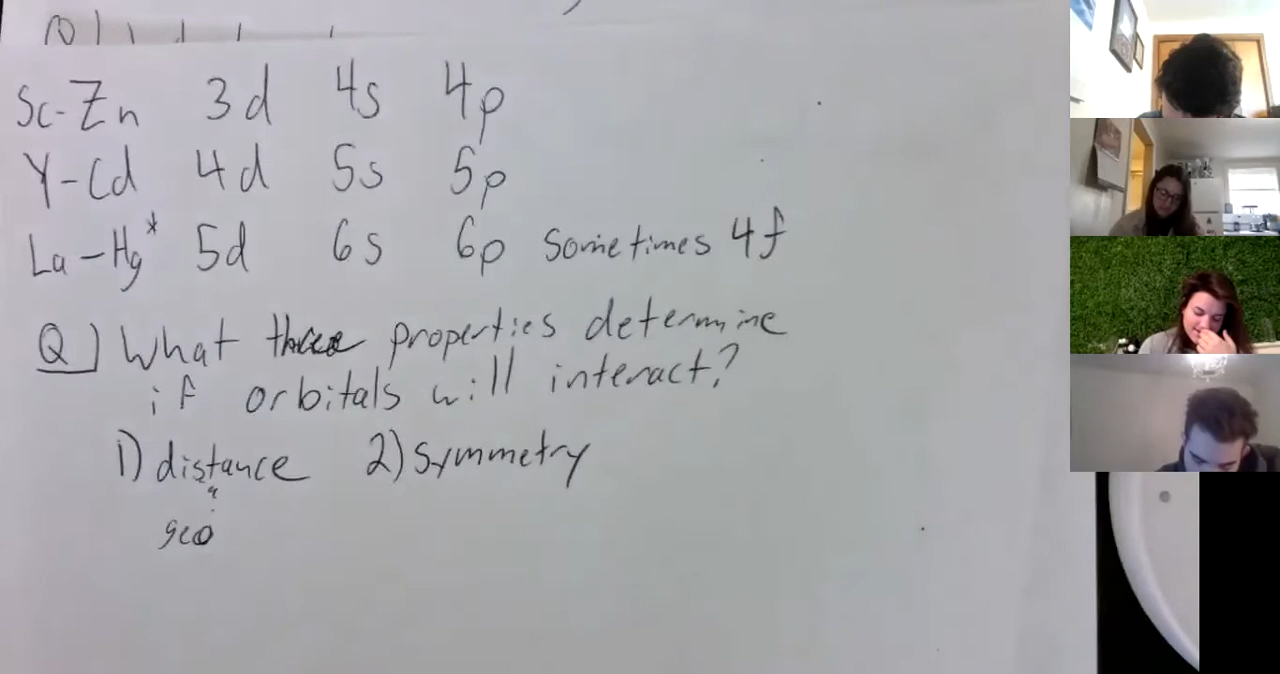 Sc-Zn 3d 4s 4p
Y-Cd 4d 5s 5p
La-Hg* 5d 6s 6p sometimes 4f
Q] What three properties determine
if orbitals will interact?
1) distance 2) symmetry
geo